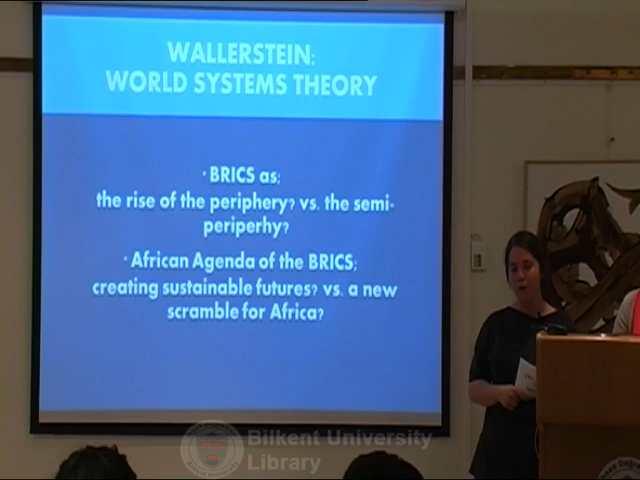 WALLERSTEIN:
WORLD SYSTEMS THEORY
· BRICS as;
the rise of the periphery? vs. the semi-
periperhy?
· African Agenda of the BRICS;
creating sustainable futures? vs. a new
scramble for Africa?
Bilkent University
Library